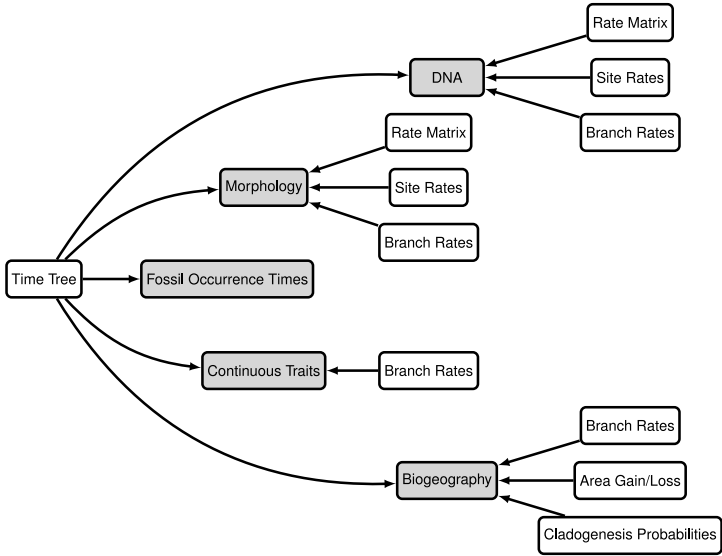 Rate Matrix
DNA
Site Rates
Branch Rates
Rate Matrix
Morphology
Site Rates
Branch Rates
Time Tree
Fossil Occurrence Times
Continuous Traits
Branch Rates
Branch Rates
Biogeography
Area Gain/Loss
Cladogenesis Probabilities